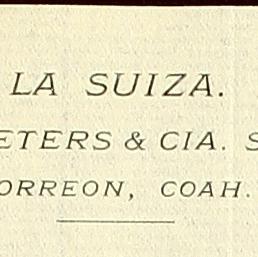 LA SUIZA.
ETERS & CIA. S
ORREON, COAH.